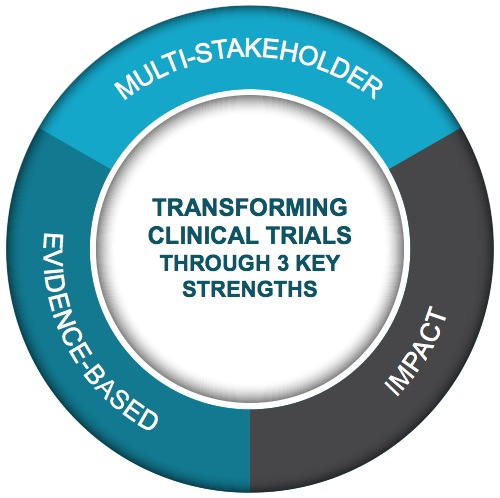 MULTI-STAKEHOLDER
TRANSFORMING
CLINICAL TRIALS
THROUGH 3 KEY
STRENGTHS
EVIDENCE-BASED
IMPACT